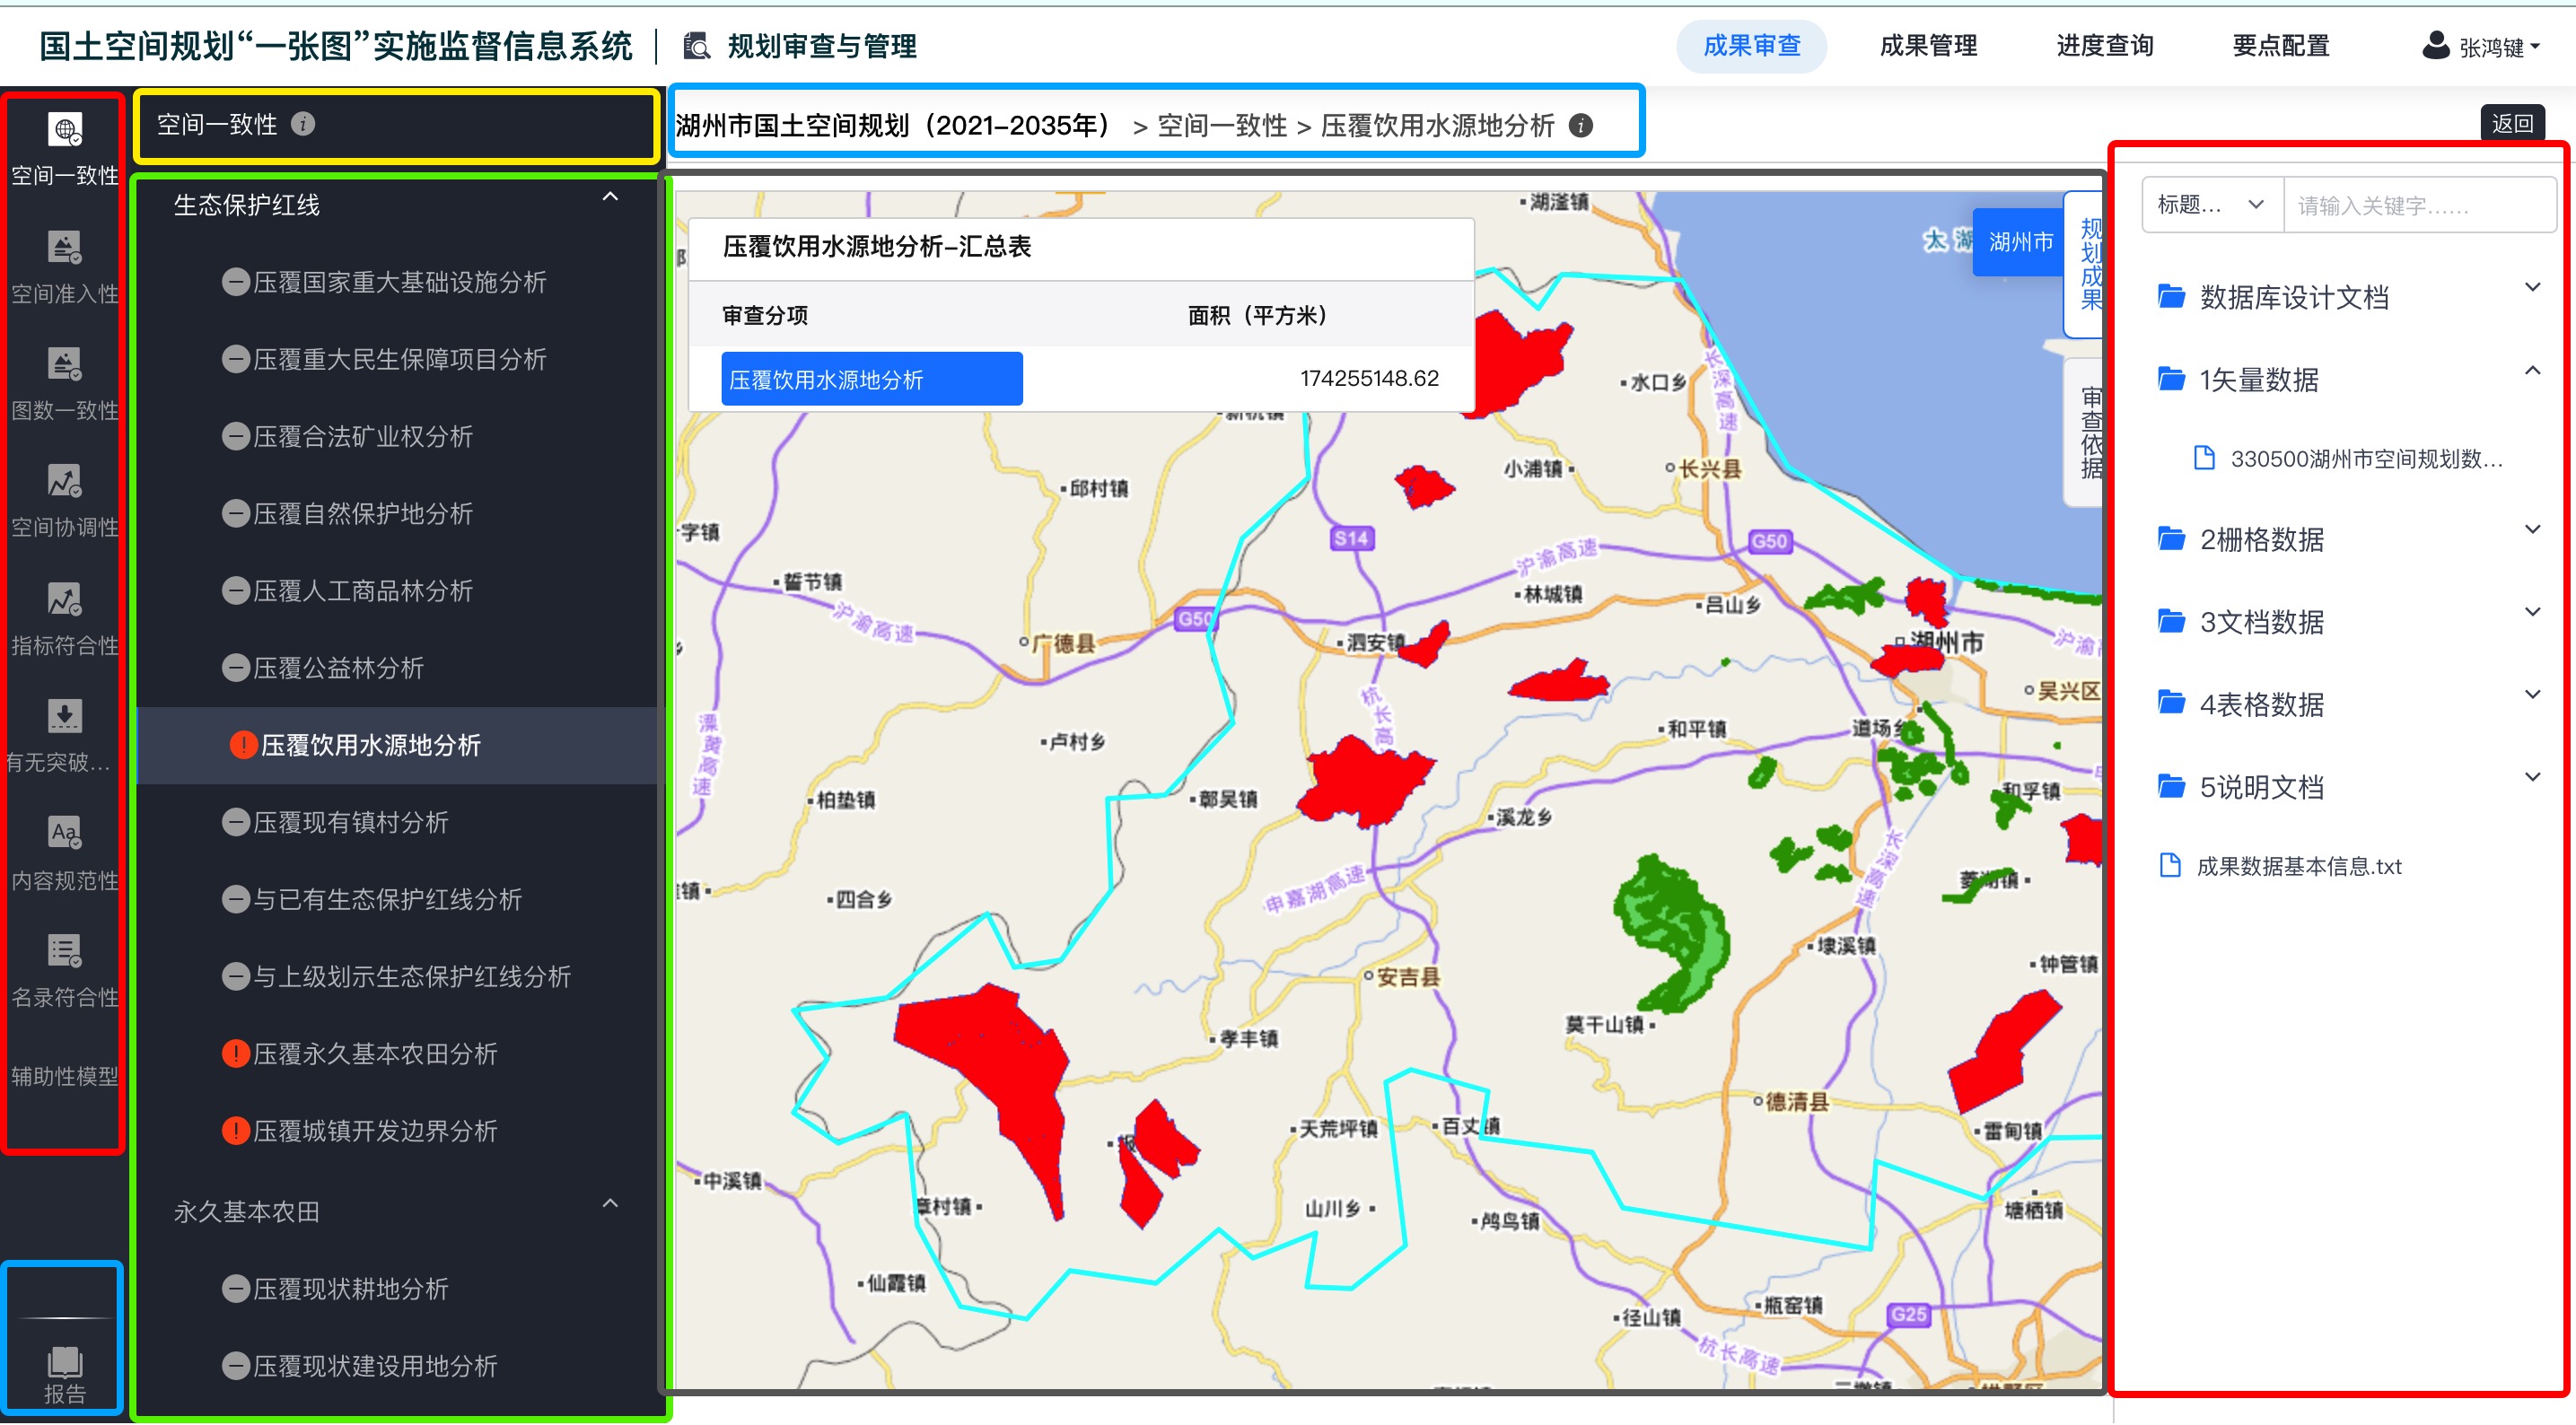 国土空间规划“一张图”实施监督信息系统
规划审查与管理
成果审查
成果管理
进度查询
要点配置
张鸿键
空间一致性
空间准入性
图数一致性
空间协调性
指标符合性
有无突破...
内容规范性
名录符合性
辅助性模型
报告
空间一致性
生态保护红线
压覆国家重大基础设施分析
压覆重大民生保障项目分析
压覆合法矿业权分析
压覆自然保护地分析
压覆人工商品林分析
压覆公益林分析
压覆饮用水源地分析
压覆现有镇村分析
与已有生态保护红线分析
与上级划示生态保护红线分析
压覆永久基本农田分析
压覆城镇开发边界分析
永久基本农田
压覆现状耕地分析
压覆现状建设用地分析
湖州市国土空间规划（2021-2035年） > 空间一致性 > 压覆饮用水源地分析
返回
压覆饮用水源地分析-汇总表
审查分项 面积（平方米）
压覆饮用水源地分析 174255148.62
湖州市
规划成果
审查依据
湖滏镇
太湖
水口乡
长深高速
小浦镇
长兴县
邱村镇
字镇
S14
G50
沪渝高速
誓节镇
沪渝高速
G50
林城镇
吕山乡
广德县
泗安镇
湖州市
沪渝
吴兴区
杭长高
溧黄高速
卢村乡
和平镇
道场乡
柏垫镇
鄣吴镇
溪龙乡
和孚镇
长深高速
申嘉湖高速
镇
四合乡
菱湖镇
埭溪镇
钟管镇
安吉县
莫干山镇
孝丰镇
德清县
天荒坪镇
百丈镇
雷甸镇
报
中溪镇
章村镇
山川乡
鸬鸟镇
塘栖镇
仙霞镇
径山镇
瓶窑镇
G25
杭长高速
标题... 请输入关键字......
数据库设计文档
1矢量数据
330500湖州市空间规划数...
2栅格数据
3文档数据
4表格数据
5说明文档
成果数据基本信息.txt